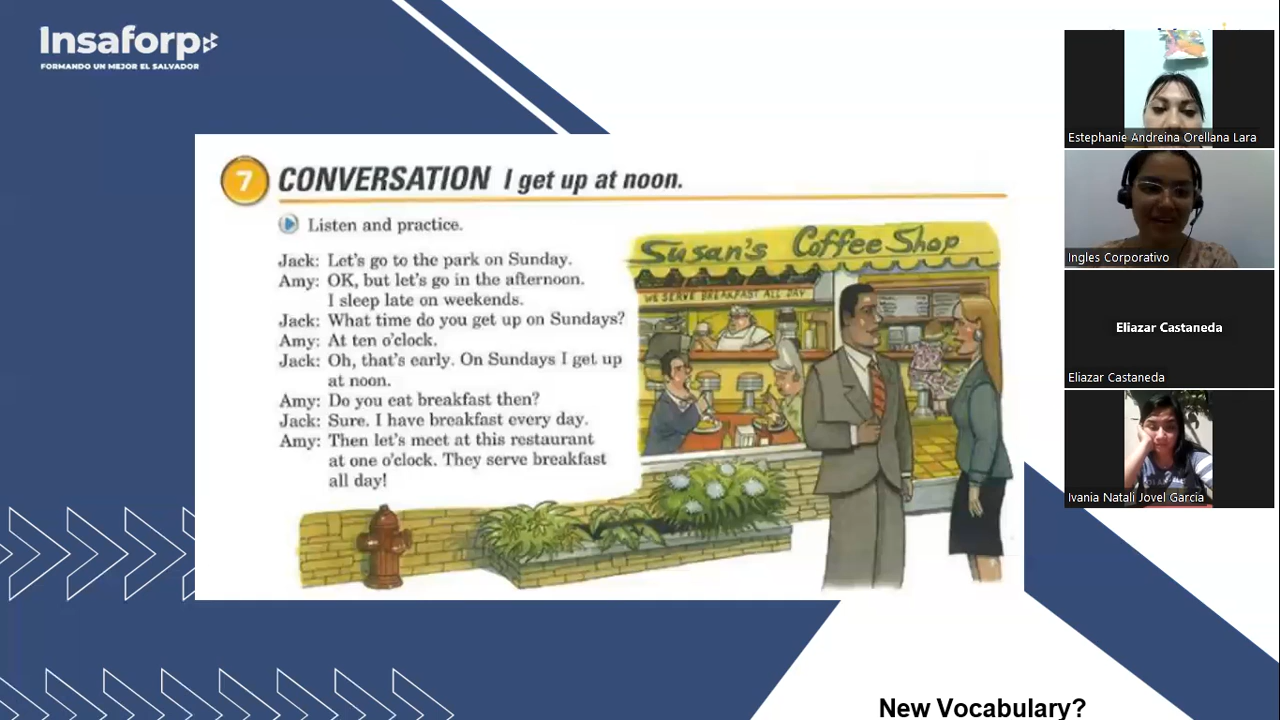 Insaforp
FORMANDO UN MEJOR EL SALVADOR
7 CONVERSATION I get up at noon.
Listen and practice.
Jack: Let's go to the park on Sunday.
Amy: OK, but let's go in the afternoon.
I sleep late on weekends.
Jack: What time do you get up on Sundays?
Amy: At ten o'clock.
Jack: Oh, that's early. On Sundays I get up
at noon.
Amy: Do you eat breakfast then?
Jack: Sure. I have breakfast every day.
Amy: Then let's meet at this restaurant
at one o'clock. They serve breakfast
all day!
Susan's Coffee Shop
WE SERVE BREAKFAST ALL DAY
New Vocabulary?
Estephanie Andreina Orellana Lara
Ingles Corporativo
Eliazar Castaneda
Eliazar Castaneda
Ivania Natali Jovel Garcia